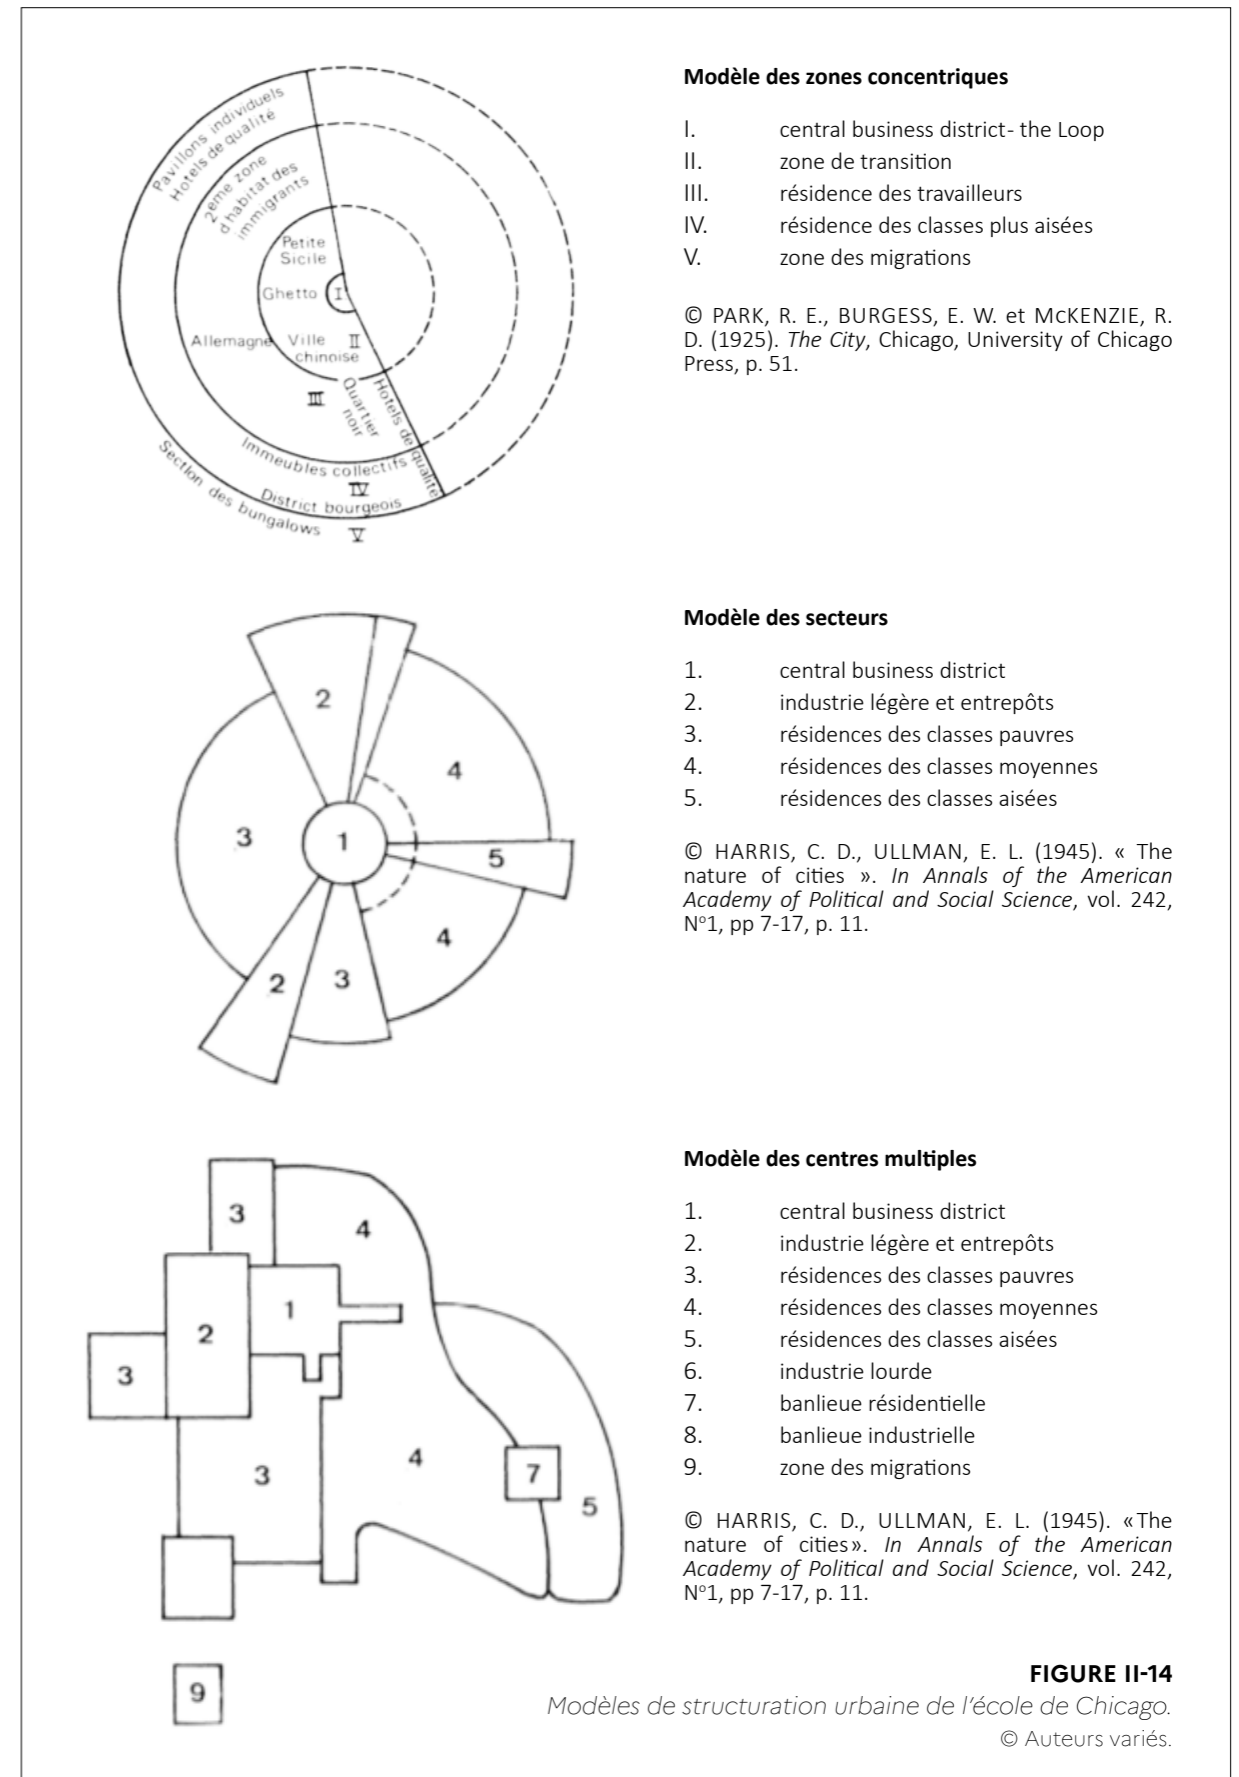 Pavillons individuels
Hotels de qualité
2eme zone
d'habitat des
immigrants
Petite
Sicile
Ghetto
I
Allemagne
Ville
chinoise
II
III
Quartier
noir
Hotels de qualité
Immeubles collectifs
IV
District bourgeois
Section des bungalows
V
Modèle des zones concentriques
I. central business district- the Loop
II. zone de transition
III. résidence des travailleurs
IV. résidence des classes plus aisées
V. zone des migrations
© PARK, R. E., BURGESS, E. W. et McKENZIE, R.
D. (1925). The City, Chicago, University of Chicago
Press, p. 51.
2
4
3
1
5
4
2
3
Modèle des secteurs
1. central business district
2. industrie légère et entrepôts
3. résidences des classes pauvres
4. résidences des classes moyennes
5. résidences des classes aisées
© HARRIS, C. D., ULLMAN, E. L. (1945). « The
nature of cities ». In Annals of the American
Academy of Political and Social Science, vol. 242,
Nº1, pp 7-17, p. 11.
3
4
1
2
3
4
3
7
5
9
Modèle des centres multiples
1. central business district
2. industrie légère et entrepôts
3. résidences des classes pauvres
4. résidences des classes moyennes
5. résidences des classes aisées
6. industrie lourde
7. banlieue résidentielle
8. banlieue industrielle
9. zone des migrations
© HARRIS, C. D., ULLMAN, E. L. (1945). «The
nature of cities». In Annals of the American
Academy of Political and Social Science, vol. 242,
Nº1, pp 7-17, p. 11.
FIGURE II-14
Modèles de structuration urbaine de l'école de Chicago.
© Auteurs variés.